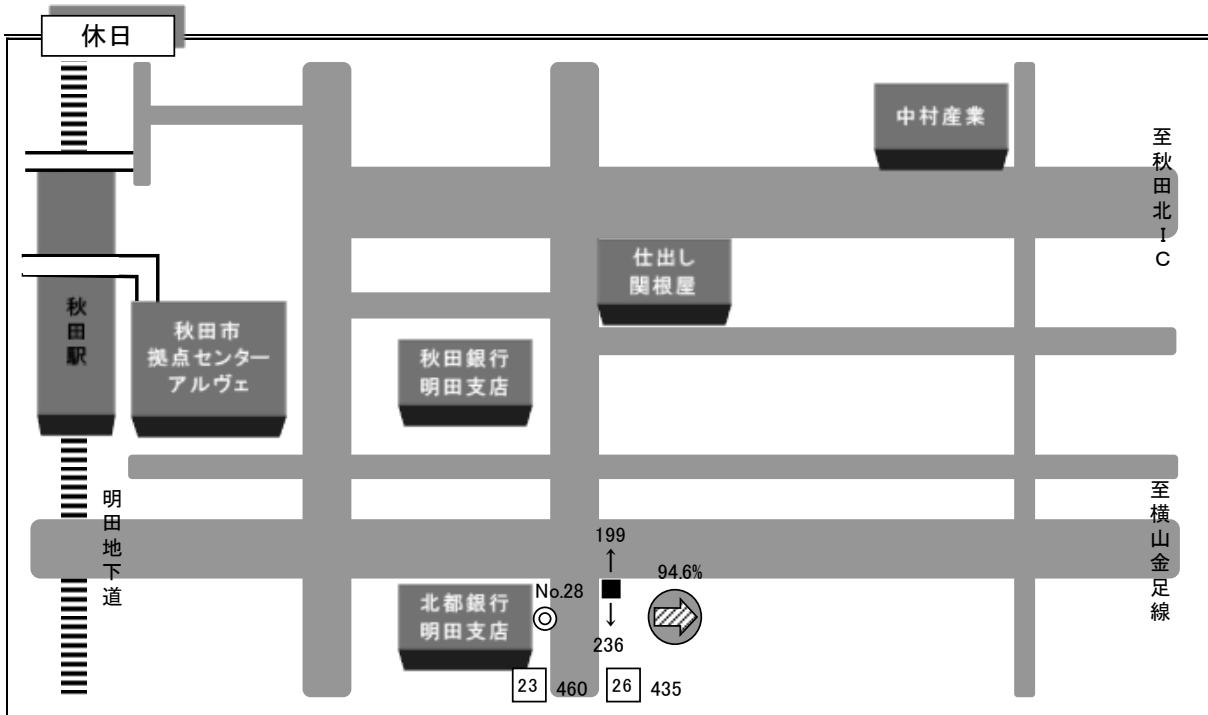 休日
中村産業
至秋田北IC
仕出し
関根屋
秋田駅
秋田市
拠点センター
アルヴェ
秋田銀行
明田支店
明田地下道
至横山金足線
199
↑
94.6%
No.28
■
◎
北都銀行
明田支店
↓
236
23 460 26 435